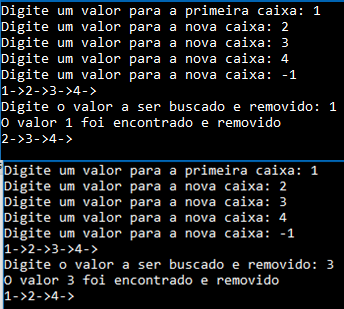 Digite um valor para a primeira caixa: 1
Digite um valor para a nova caixa: 2
Digite um valor para a nova caixa: 3
Digite um valor para a nova caixa: 4
Digite um valor para a nova caixa: -1
1->2->3->4->
Digite o valor a ser buscado e removido: 1
O valor 1 foi encontrado e removido
2->3->4->
Digite um valor para a primeira caixa: 1
Digite um valor para a nova caixa: 2
Digite um valor para a nova caixa: 3
Digite um valor para a nova caixa: 4
Digite um valor para a nova caixa: -1
1->2->3->4->
Digite o valor a ser buscado e removido: 3
O valor 3 foi encontrado e removido
1->2->4->